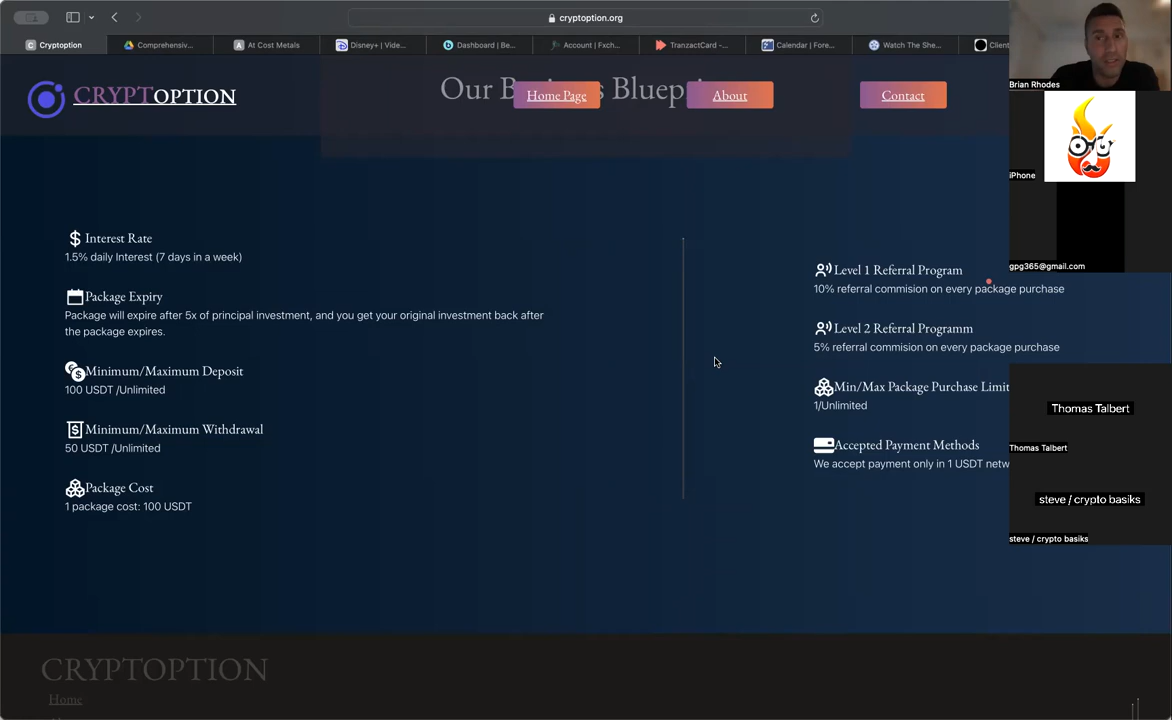 cryptoption.org
Cryptoption
Comprehensiv...
At Cost Metals
Disney+ | Vide...
Dashboard | Be...
Account | Fxch...
TranzactCard -...
Calendar | Fore...
Watch The She...
Client
CRYPTOPTION
Our B s Bluep
Home Page
About
Contact
Interest Rate
1.5% daily Interest (7 days in a week)
Package Expiry
Package will expire after 5x of principal investment, and you get your original investment back after
the package expires.
Minimum/Maximum Deposit
100 USDT /Unlimited
Minimum/Maximum Withdrawal
50 USDT /Unlimited
Package Cost
1 package cost: 100 USDT
Level 1 Referral Program
10% referral commision on every package purchase
Level 2 Referral Programm
5% referral commision on every package purchase
Min/Max Package Purchase Limit
1/Unlimited
Accepted Payment Methods
We accept payment only in 1 USDT netw
CRYPTOPTION
Home
Brian Rhodes
iPhone
gpg365@gmail.com
Thomas Talbert
Thomas Talbert
steve / crypto basiks
steve / crypto basiks